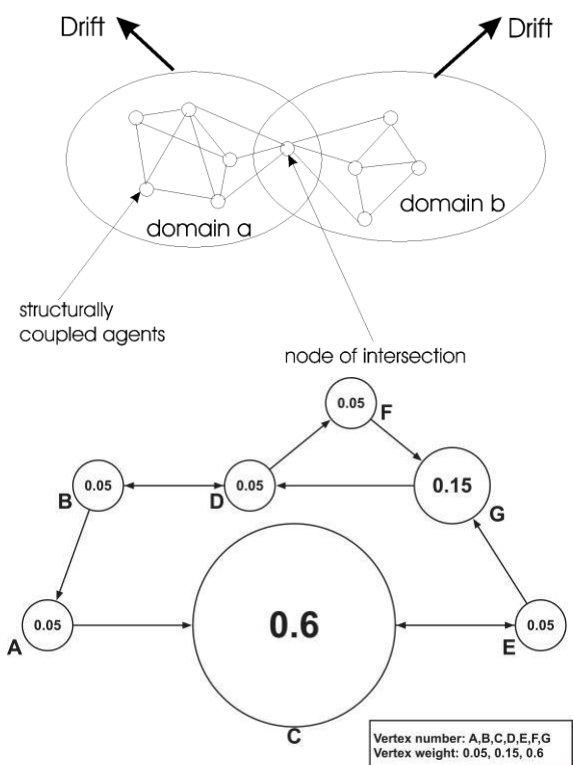 Drift
Drift
domain a
domain b
structurally
coupled agents
node of intersection
0.05
F
0.05
B
0.05
D
0.15
G
0.05
A
0.6
C
0.05
E
Vertex number: A,B,C,D,E,F,G
Vertex weight: 0.05, 0.15, 0.6